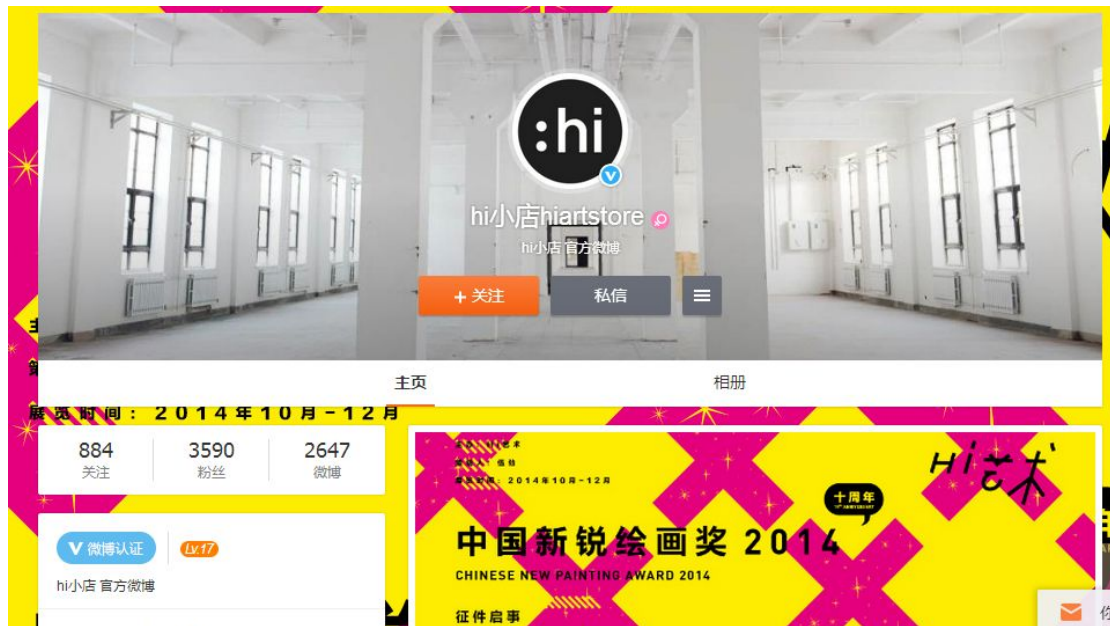 :hi
hi小店hiartstore
hi小店 官方微博
+ 关注
私信
主页
相册
展览时间: 2014年10月-12月
884
关注
3590
粉丝
2647
微博
V 微博认证
Lv.17
hi小店 官方微博
展览时间: 2014年10月-12月
Hi艺术
十周年
中国新锐绘画奖 2014
CHINESE NEW PAINTING AWARD 2014
征件启事